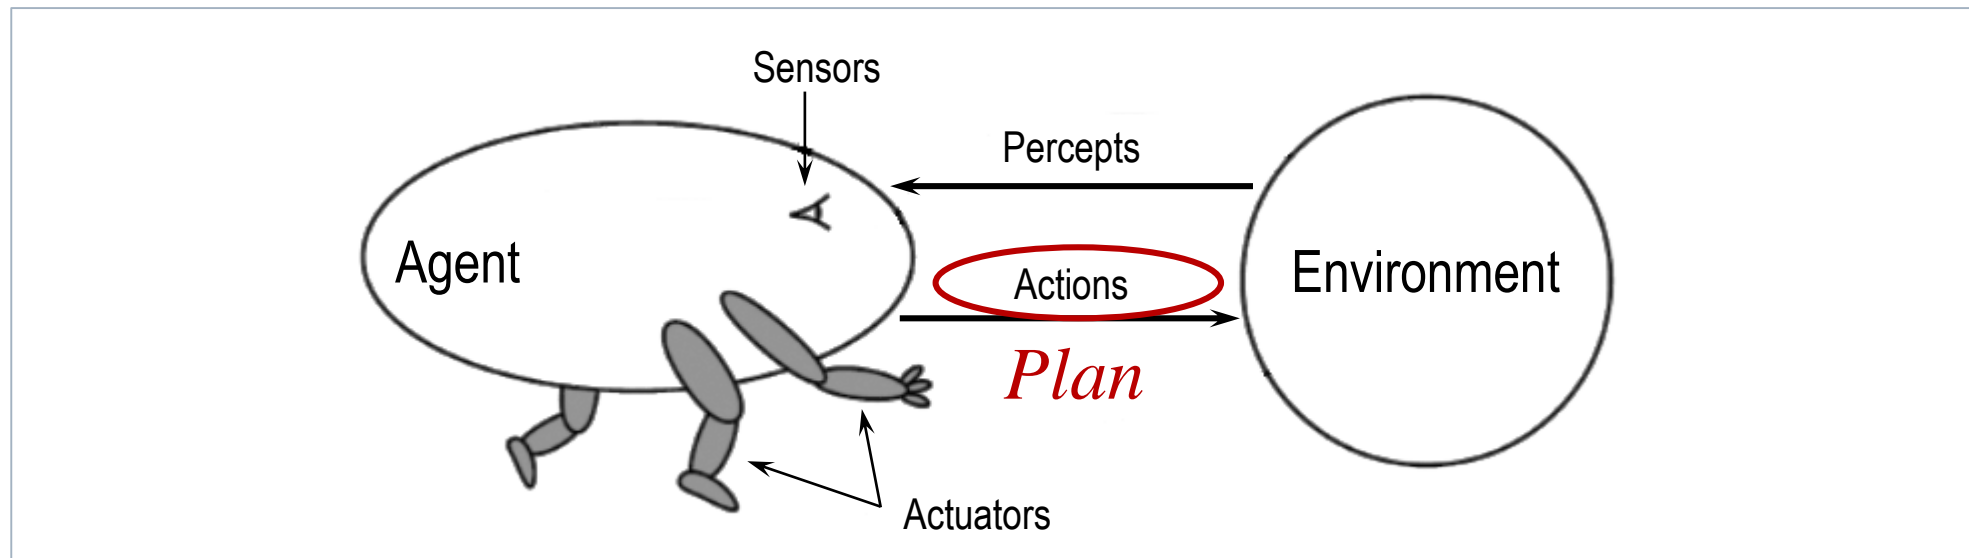 Sensors
Percepts
Agent
Actions
Environment
Plan
Actuators